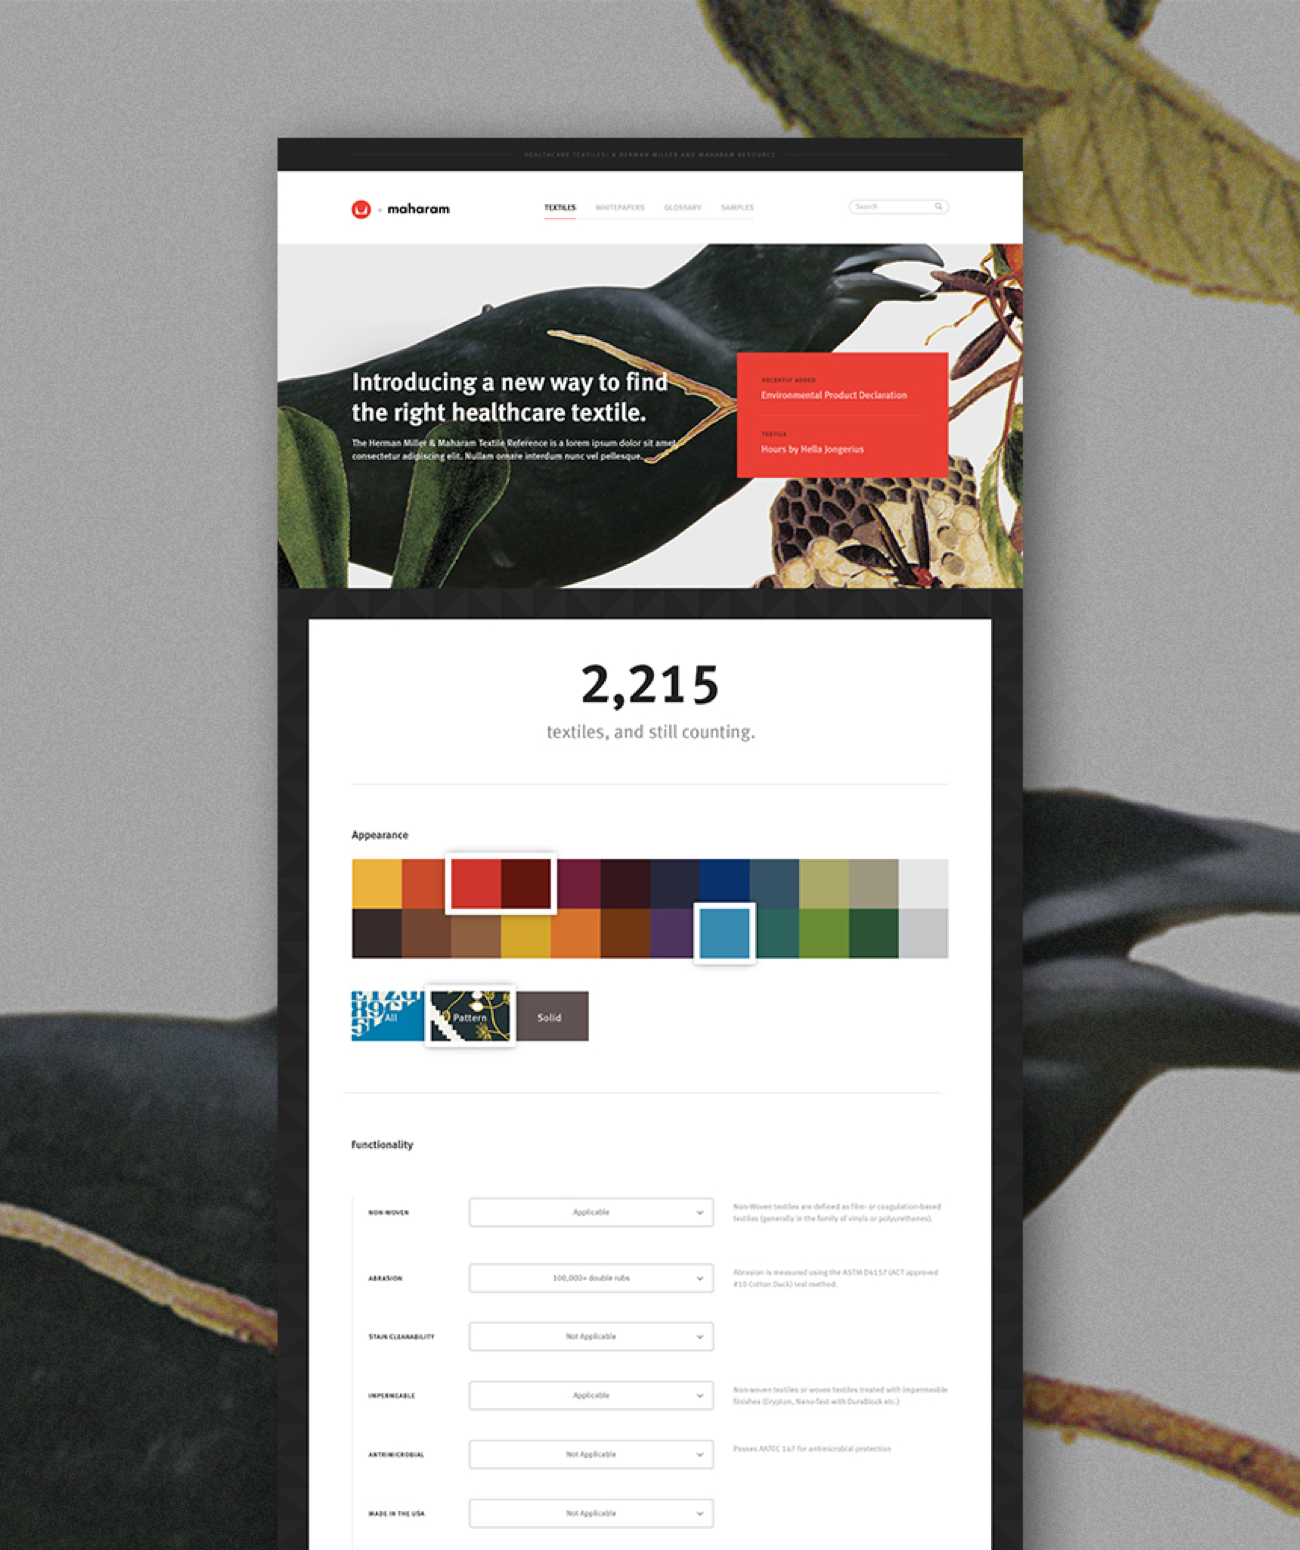 HEALTHCARE TEXTILES: A HERMAN MILLER AND MAHARAM RESOURCE
+ maharam
TEXTILES WHITEPAPERS GLOSSARY SAMPLES
Search
Introducing a new way to find
the right healthcare textile.
The Herman Miller & Maharam Textile Reference is a lorem ipsum dolor sit amet,
consectetur adipiscing elit. Nullam ornare interdum nunc vel pellesque.
RECENTLY ADDED
Environmental Product Declaration
TEXTILE
Hours by Hella Jongerius
2,215
textiles, and still counting.
Appearance
All
Pattern
Solid
Functionality
NON-WOVEN
Applicable
Non-Woven textiles are defined as film- or coagulation-based
textiles (generally in the family of vinyls or polyurethanes).
ABRASION
100,000+ double rubs
Abrasion is measured using the ASTM D4157 (ACT approved
#10 Cotton Duck) test method.
STAIN CLEANABILITY
Not Applicable
IMPERMEABLE
Applicable
Non-woven textiles or woven textiles treated with impermeable
finishes (Crypton, Nano-Text with DuraBlock etc.)
ANTRIMICROBIAL
Not Applicable
Passes AATCC 147 for antimicrobial protection
MADE IN THE USA
Not Applicable